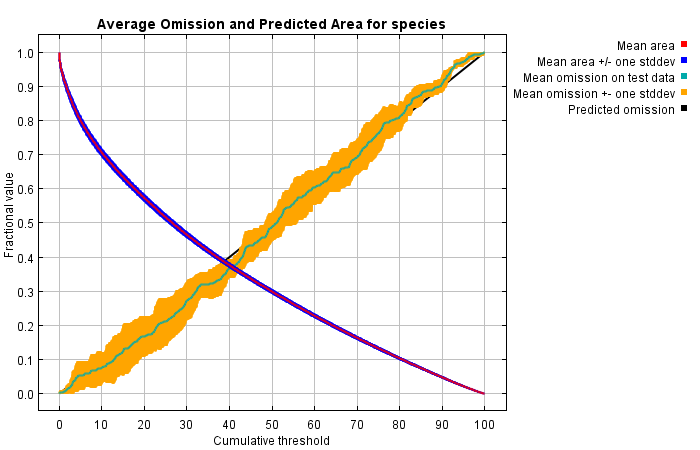 Average Omission and Predicted Area for species
Mean area
Mean area +/- one stddev
Mean omission on test data
Mean omission +- one stddev
Predicted omission
Fractional value
1.0
0.9
0.8
0.7
0.6
0.5
0.4
0.3
0.2
0.1
0.0
0 10 20 30 40 50 60 70 80 90 100
Cumulative threshold